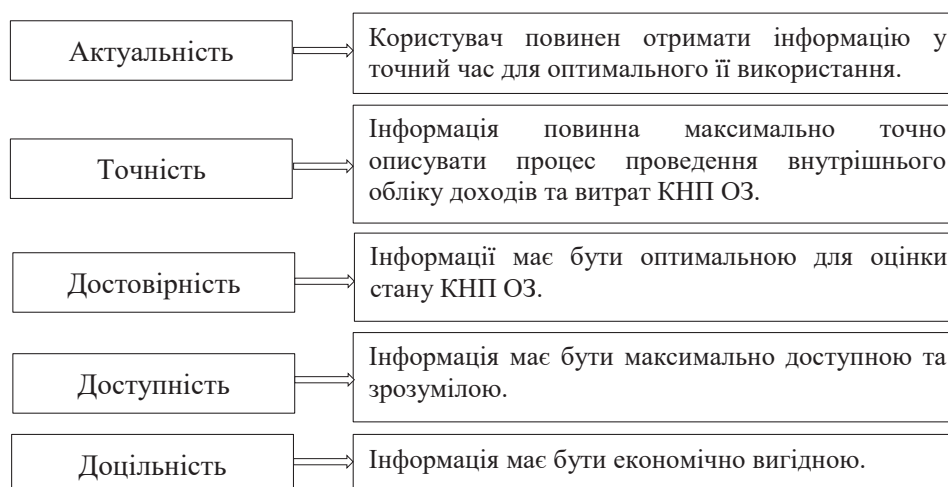 Актуальність
Користувач повинен отримати інформацію у
точний час для оптимального її використання.
Точність
Інформація повинна максимально точно
описувати процес проведення внутрішнього
обліку доходів та витрат КНП ОЗ.
Достовірність
Інформації має бути оптимальною для оцінки
стану КНП ОЗ.
Доступність
Інформація має бути максимально доступною та
зрозумілою.
Доцільність
Інформація має бути економічно вигідною.